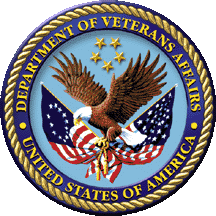 DEPARTMENT OF VETERANS AFFAIRS
UNITED STATES OF AMERICA